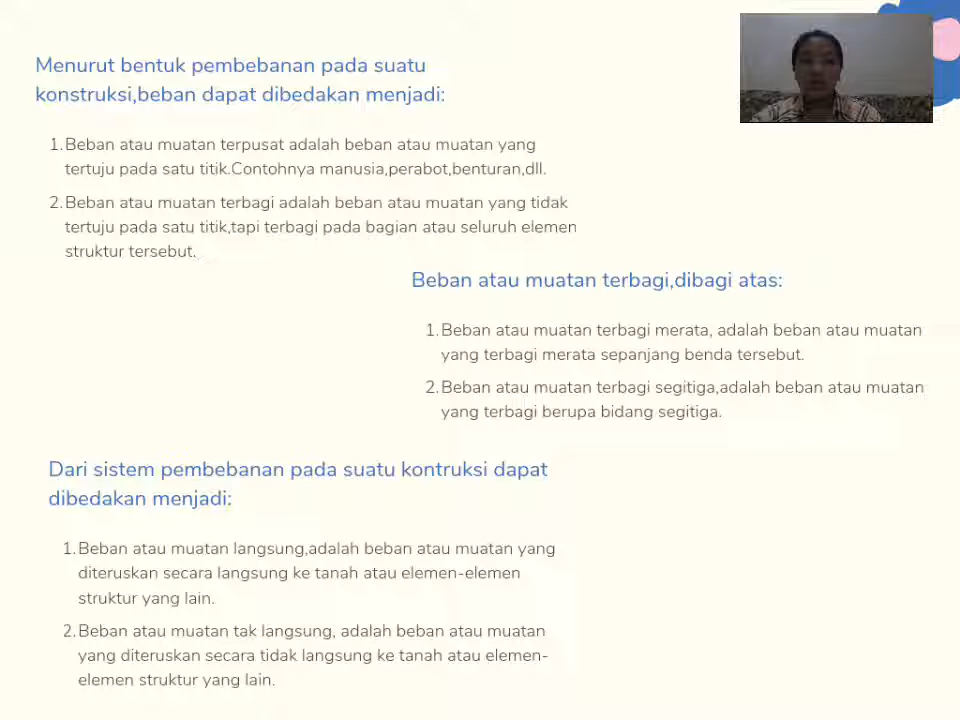 Menurut bentuk pembebanan pada suatu
konstruksi,beban dapat dibedakan menjadi:
1. Beban atau muatan terpusat adalah beban atau muatan yang
tertuju pada satu titik.Contohnya manusia,perabot,benturan,dll.
2. Beban atau muatan terbagi adalah beban atau muatan yang tidak
tertuju pada satu titik,tapi terbagi pada bagian atau seluruh elemen
struktur tersebut.
Beban atau muatan terbagi,dibagi atas:
1. Beban atau muatan terbagi merata, adalah beban atau muatan
yang terbagi merata sepanjang benda tersebut.
2. Beban atau muatan terbagi segitiga,adalah beban atau muatan
yang terbagi berupa bidang segitiga.
Dari sistem pembebanan pada suatu kontruksi dapat
dibedakan menjadi:
1. Beban atau muatan langsung,adalah beban atau muatan yang
diteruskan secara langsung ke tanah atau elemen-elemen
struktur yang lain.
2. Beban atau muatan tak langsung, adalah beban atau muatan
yang diteruskan secara tidak langsung ke tanah atau elemen-
elemen struktur yang lain.